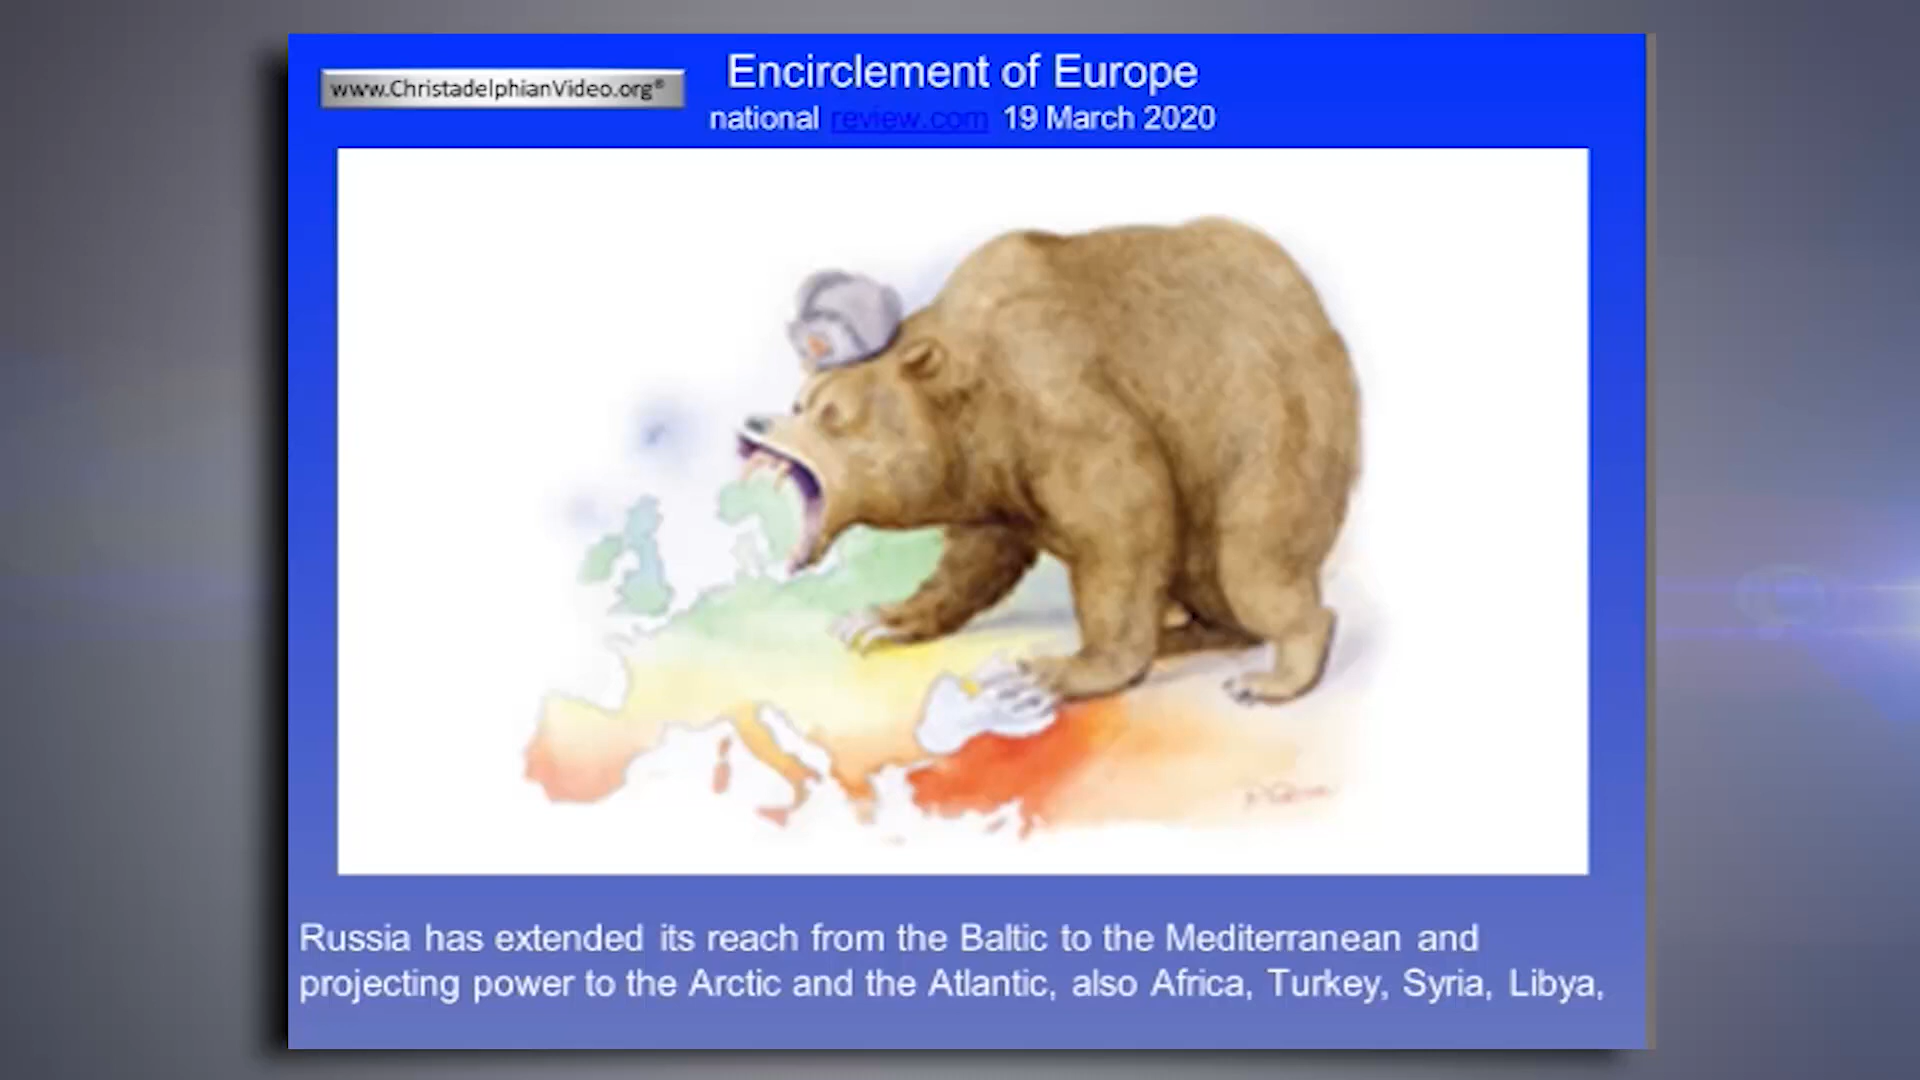 www.ChristadelphianVideo.org®
Encirclement of Europe
national review.com 19 March 2020
Russia has extended its reach from the Baltic to the Mediterranean and
projecting power to the Arctic and the Atlantic, also Africa, Turkey, Syria, Libya,